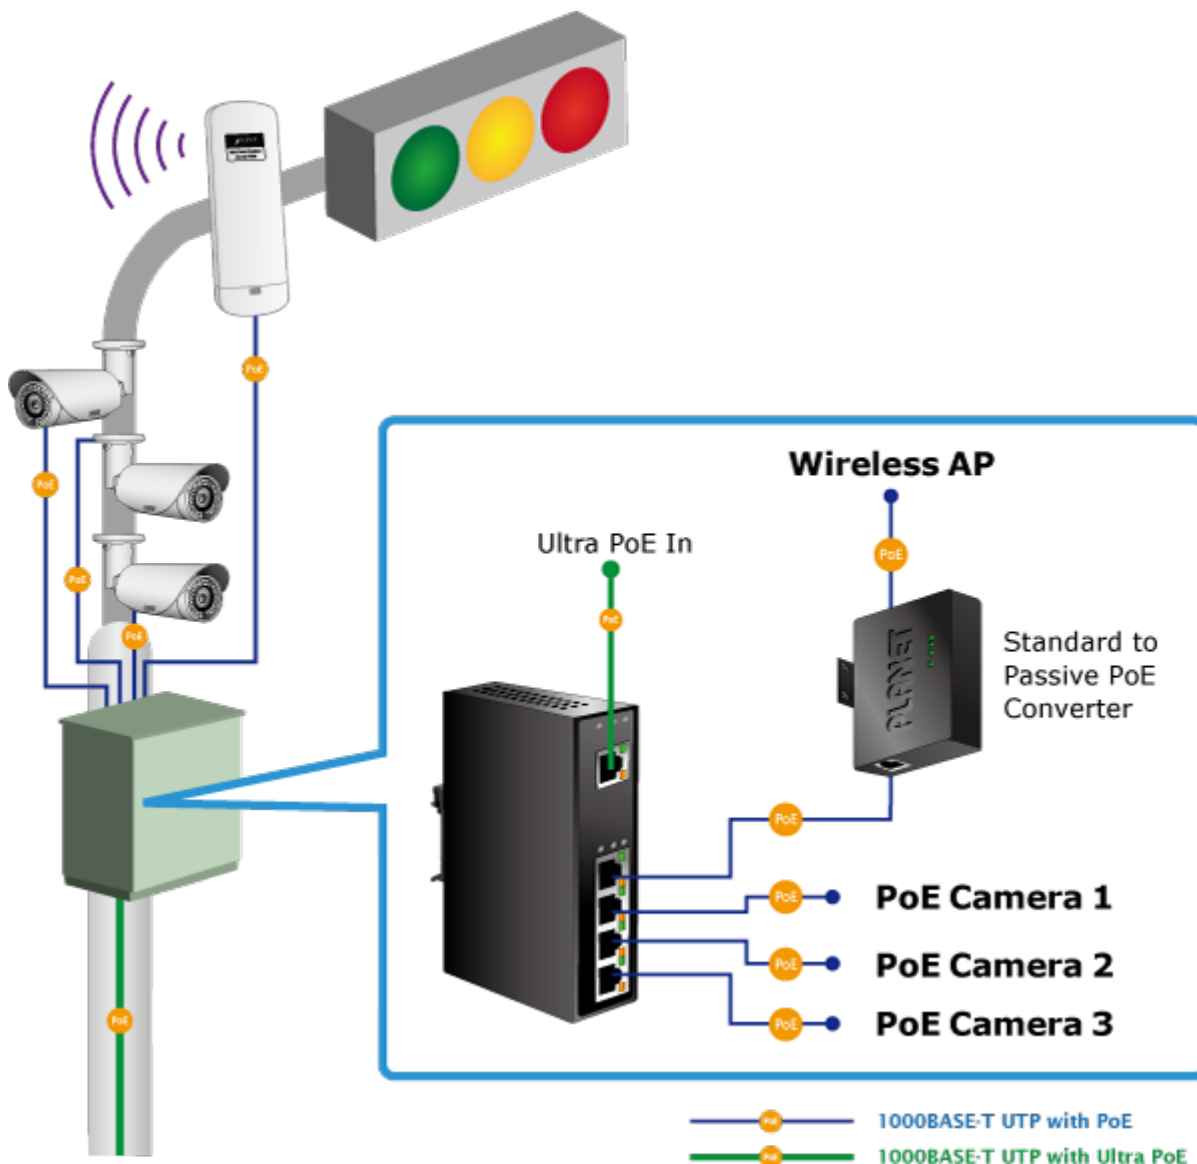 PoE
PoE
PoE
PoE
PoE
Wireless AP
PoE
Ultra PoE In
PoE
PLANET
Standard to
Passive PoE
Converter
PoE
PoE
PoE Camera 1
PoE
PoE Camera 2
PoE
PoE Camera 3
PoE
1000BASE-T UTP with PoE
PoE
1000BASE-T UTP with Ultra PoE